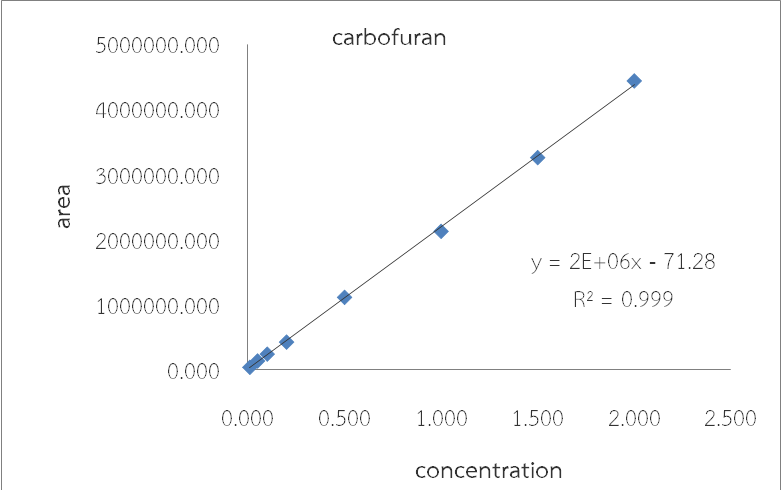 carbofuran
5000000.000
4000000.000
3000000.000
2000000.000
1000000.000
0.000
area
y = 2E+06x - 71.28
R² = 0.999
0.000 0.500 1.000 1.500 2.000 2.500
concentration